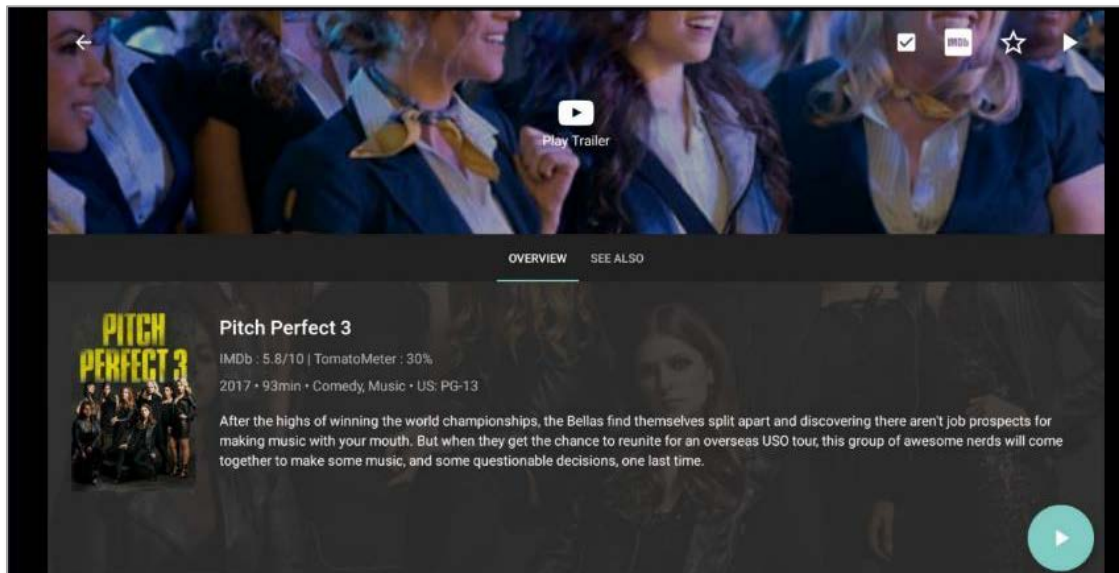 IMDb
Play Trailer
OVERVIEW SEE ALSO
PITCH
PERFECT 3
Pitch Perfect 3
IMDb : 5.8/10 | TomatoMeter : 30%
2017 • 93min • Comedy, Music • US: PG-13
After the highs of winning the world championships, the Bellas find themselves split apart and discovering there aren't job prospects for
making music with your mouth. But when they get the chance to reunite for an overseas USO tour, this group of awesome nerds will come
together to make some music, and some questionable decisions, one last time.